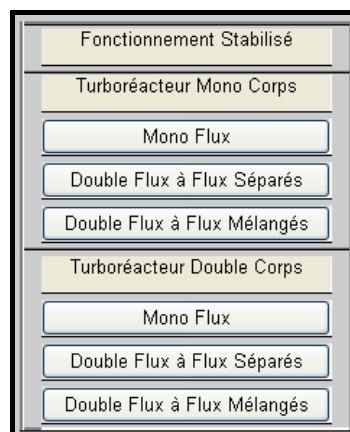 Fonctionnement Stabilisé
Turboréacteur Mono Corps
Mono Flux
Double Flux à Flux Séparés
Double Flux à Flux Mélangés
Turboréacteur Double Corps
Mono Flux
Double Flux à Flux Séparés
Double Flux à Flux Mélangés